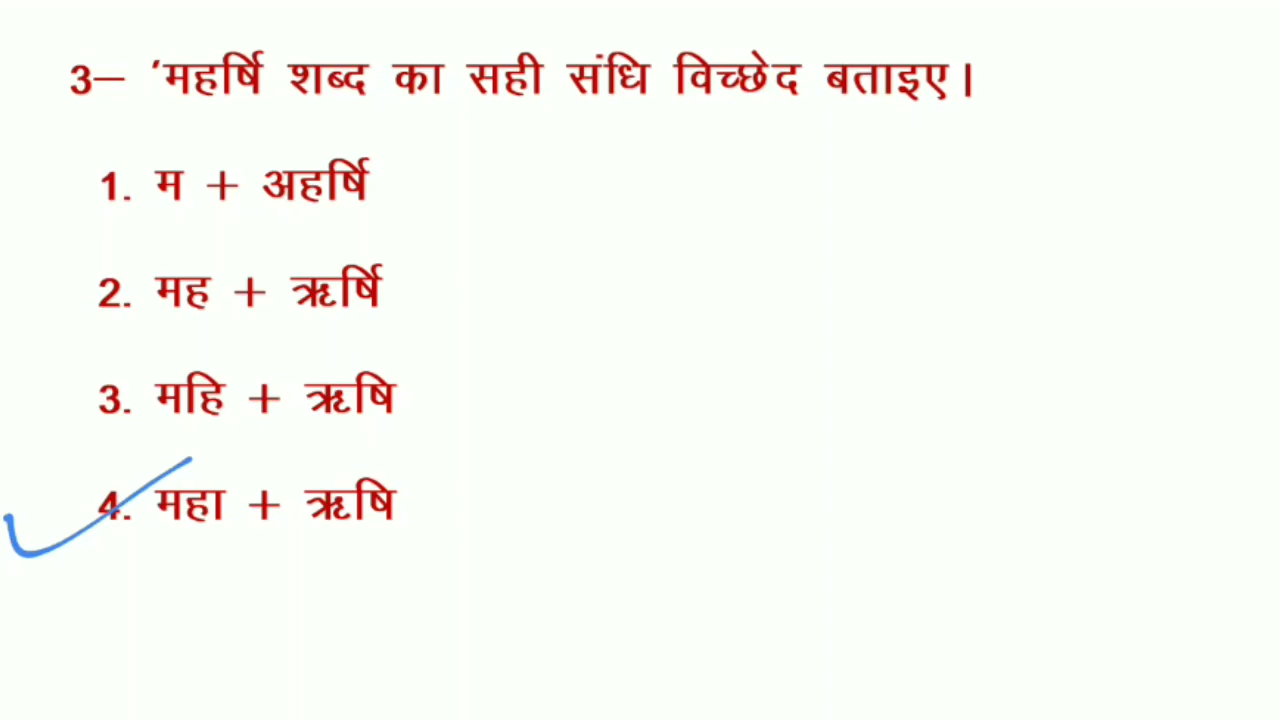 3– 'महर्षि शब्द का सही संधि विच्छेद बताइए।
1. म + अहर्षि
2. मह + ऋर्षि
3. महि + ऋषि
4. महा + ऋषि